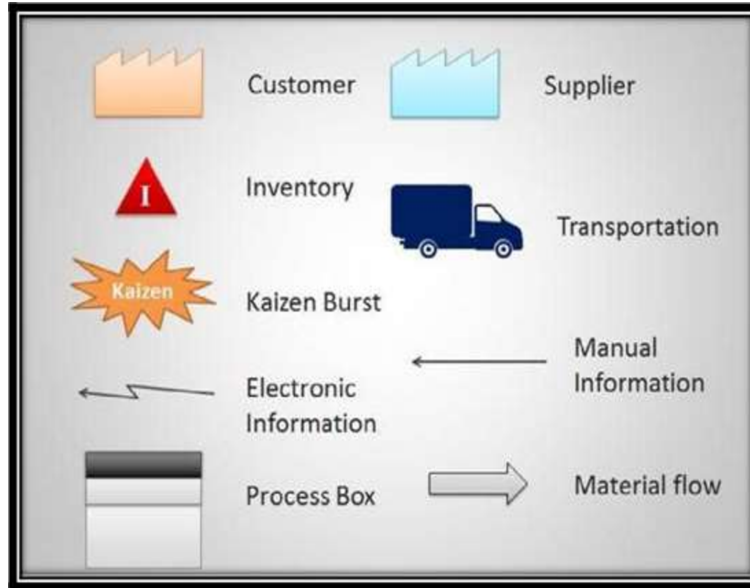 Customer
Supplier
I
Inventory
Transportation
Kaizen
Kaizen Burst
Manual
Information
Electronic
Information
Process Box
Material flow